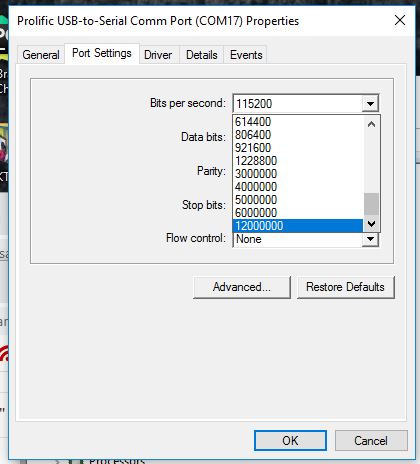 Prolific USB-to-Serial Comm Port (COM17) Properties
General Port Settings Driver Details Events
Bits per second: 115200
614400
Data bits: 806400
921600
1228800
Parity: 3000000
4000000
Stop bits: 5000000
6000000
12000000
Flow control: None
Advanced... Restore Defaults
OK Cancel
Processors